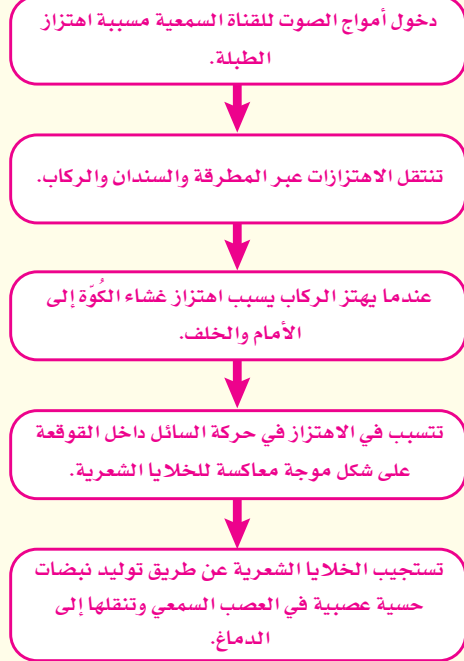 دخول أمواج الصوت للقناة السمعية مسببة اهتزاز
الطبلة.
تنتقل الاهتزازات عبر المطرقة والسندان والركاب.
عندما يهتز الركاب يسبب اهتزاز غشاء الكُوّة إلى
الأمام والخلف.
تتسبب في الاهتزاز في حركة السائل داخل القوقعة
على شكل موجة معاكسة للخلايا الشعرية.
تستجيب الخلايا الشعرية عن طريق توليد نبضات
حسية عصبية في العصب السمعي وتنقلها إلى
الدماغ.